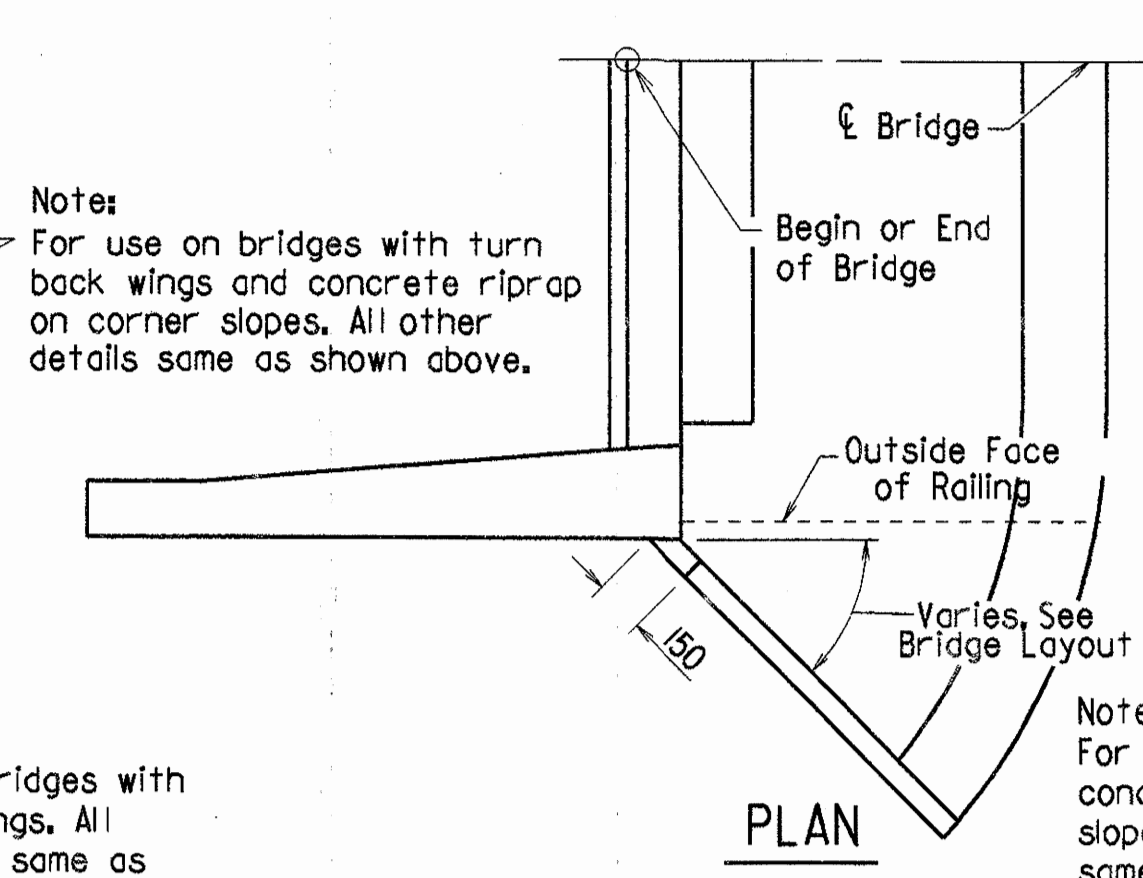 ℄ Bridge
Note:
For use on bridges with turn
back wings and concrete riprap
on corner slopes. All other
details same as shown above.
Begin or End
of Bridge
Outside Face
of Railing
Varies, See
Bridge Layout
150
Note
For
conc
slope
same
ridges with
ngs. All
same as
PLAN